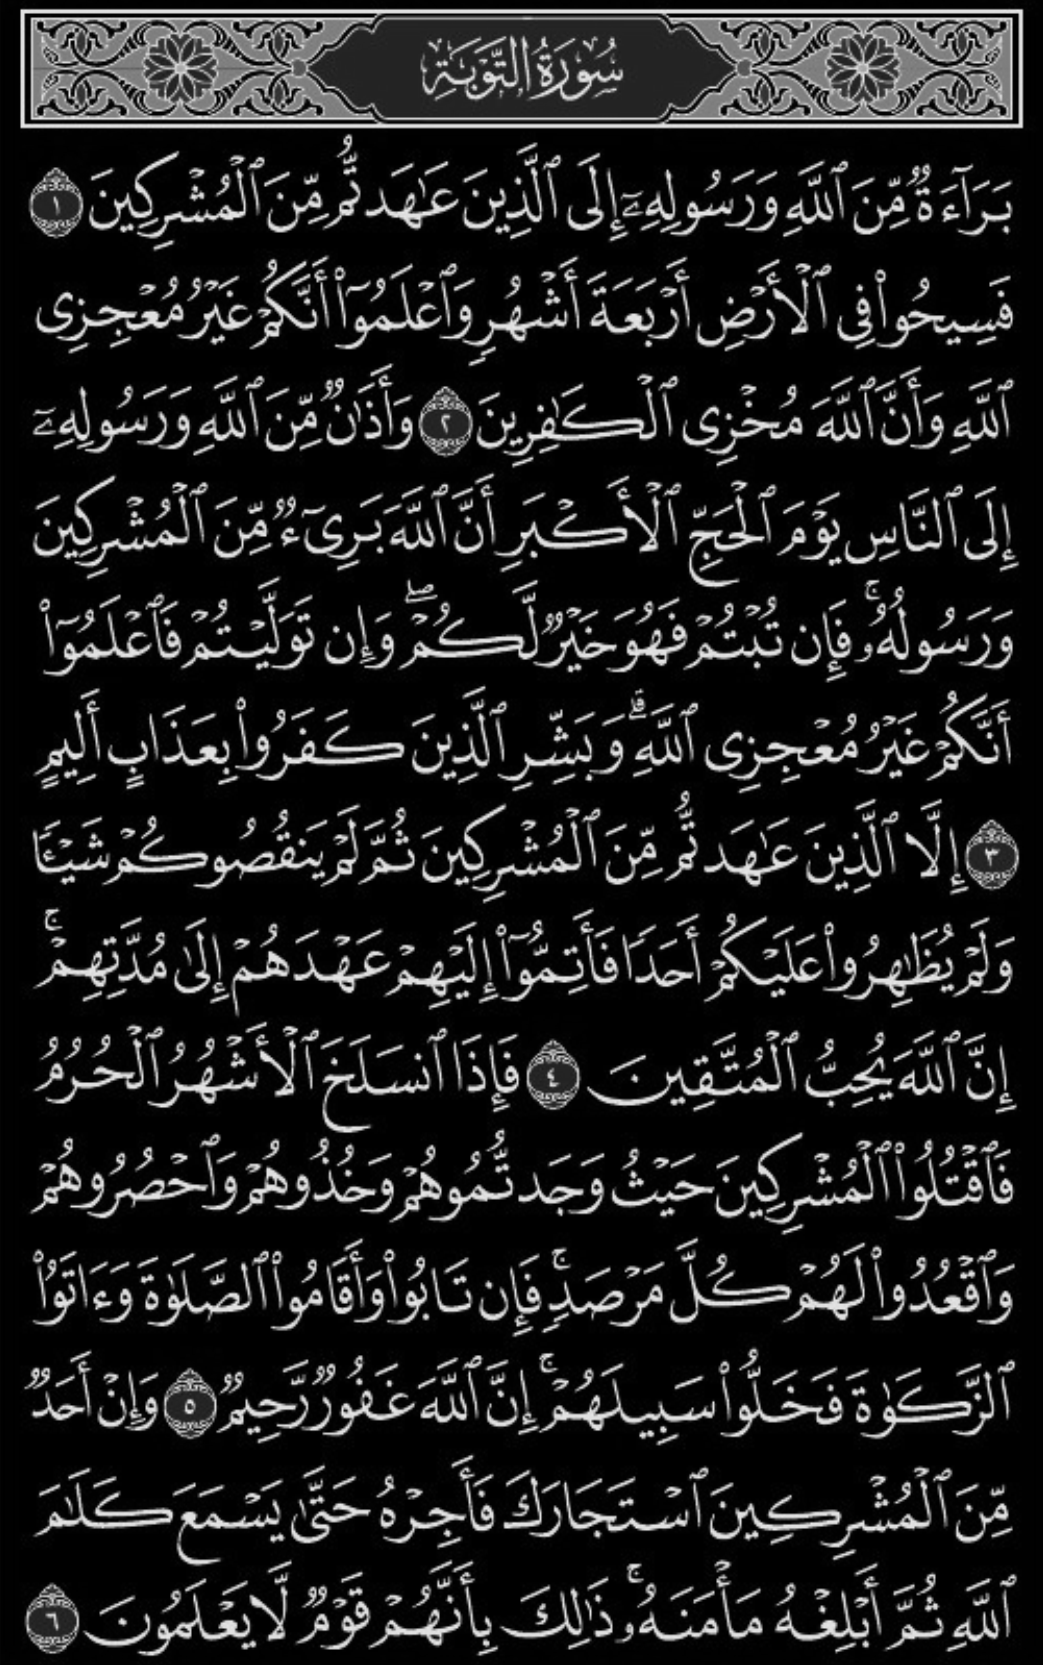 سُورَةُ التَّوْبَةِ
بَرَآءَةٌ مِّنَ ٱللَّهِ وَرَسُولِهِۦٓ إِلَى ٱلَّذِينَ عَٰهَدتُّم مِّنَ ٱلْمُشْرِكِينَ ١
فَسِيحُوا۟ فِى ٱلْأَرْضِ أَرْبَعَةَ أَشْهُرٍ وَٱعْلَمُوٓا۟ أَنَّكُمْ غَيْرُ مُعْجِزِى
ٱللَّهِ وَأَنَّ ٱللَّهَ مُخْزِى ٱلْكَٰفِرِينَ ٢ وَأَذَٰنٌ مِّنَ ٱللَّهِ وَرَسُولِهِۦٓ
إِلَى ٱلنَّاسِ يَوْمَ ٱلْحَجِّ ٱلْأَكْبَرِ أَنَّ ٱللَّهَ بَرِىٓءٌ مِّنَ ٱلْمُشْرِكِينَ
وَرَسُولُهُۥ ۚ فَإِن تُبْتُمْ فَهُوَ خَيْرٌ لَّكُمْ ۖ وَإِن تَوَلَّيْتُمْ فَٱعْلَمُوٓا۟
أَنَّكُمْ غَيْرُ مُعْجِزِى ٱللَّهِ ۗ وَبَشِّرِ ٱلَّذِينَ كَفَرُوا۟ بِعَذَابٍ أَلِيمٍ
٣ إِلَّا ٱلَّذِينَ عَٰهَدتُّم مِّنَ ٱلْمُشْرِكِينَ ثُمَّ لَمْ يَنقُصُوكُمْ شَيْـًٔا
وَلَمْ يُظَٰهِرُوا۟ عَلَيْكُمْ أَحَدًا فَأَتِمُّوٓا۟ إِلَيْهِمْ عَهْدَهُمْ إِلَىٰ مُدَّتِهِمْ ۚ
إِنَّ ٱللَّهَ يُحِبُّ ٱلْمُتَّقِينَ ٤ فَإِذَا ٱنسَلَخَ ٱلْأَشْهُرُ ٱلْحُرُمُ
فَٱقْتُلُوا۟ ٱلْمُشْرِكِينَ حَيْثُ وَجَدتُّمُوهُمْ وَخُذُوهُمْ وَٱحْصُرُوهُمْ
وَٱقْعُدُوا۟ لَهُمْ كُلَّ مَرْصَدٍ ۚ فَإِن تَابُوا۟ وَأَقَامُوا۟ ٱلصَّلَوٰةَ وَءَاتَوُا۟
ٱلزَّكَوٰةَ فَخَلُّوا۟ سَبِيلَهُمْ ۚ إِنَّ ٱللَّهَ غَفُورٌ رَّحِيمٌ ٥ وَإِنْ أَحَدٌ
مِّنَ ٱلْمُشْرِكِينَ ٱسْتَجَارَكَ فَأَجِرْهُ حَتَّىٰ يَسْمَعَ كَلَٰمَ
ٱللَّهِ ثُمَّ أَبْلِغْهُ مَأْمَنَهُۥ ۚ ذَٰلِكَ بِأَنَّهُمْ قَوْمٌ لَّا يَعْلَمُونَ ٦